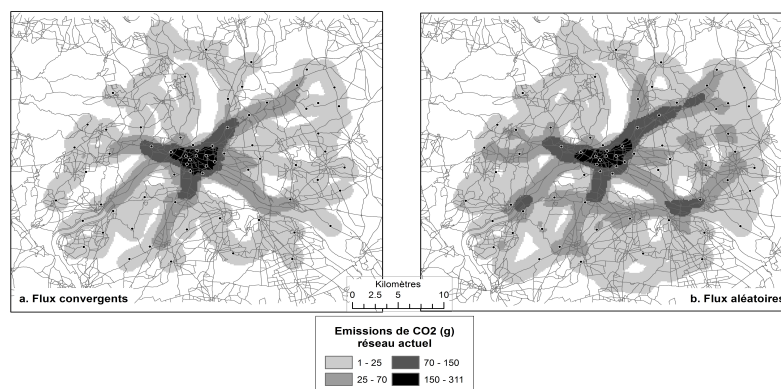 a. Flux convergents
Kilomètres
0 2.5 5 10
b. Flux aléatoires
Emissions de CO2 (g)
réseau actuel
1 - 25
70 - 150
25 - 70
150 - 311